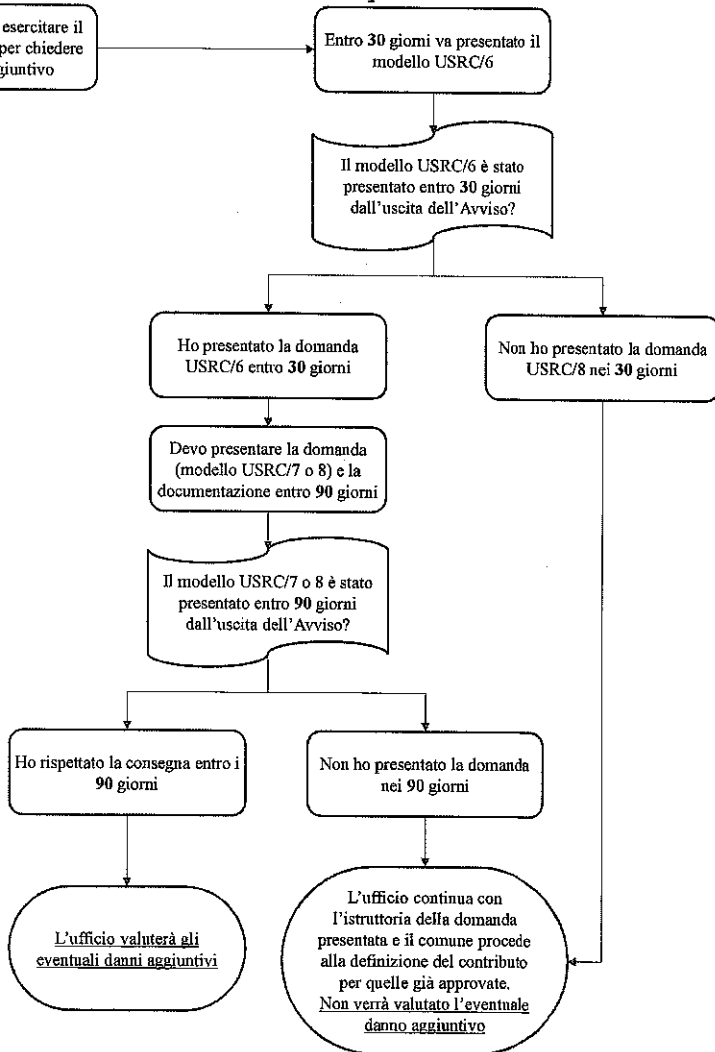 esercitare il
per chiedere
giuntivo
Entro 30 giorni va presentato il
modello USRC/6
Il modello USRC/6 è stato
presentato entro 30 giorni
dall'uscita dell'Avviso?
Ho presentato la domanda
USRC/6 entro 30 giorni
Non ho presentato la domanda
USRC/8 nei 30 giorni
Devo presentare la domanda
(modello USRC/7 o 8) e la
documentazione entro 90 giorni
Il modello USRC/7 o 8 è stato
presentato entro 90 giorni
dall'uscita dell'Avviso?
Ho rispettato la consegna entro i
90 giorni
Non ho presentato la domanda
nei 90 giorni
L'ufficio valuterà gli
eventuali danni aggiuntivi
L'ufficio continua con
l'istruttoria della domanda
presentata e il comune procede
alla definizione del contributo
per quelle già approvate.
Non verrà valutato l'eventuale
danno aggiuntivo